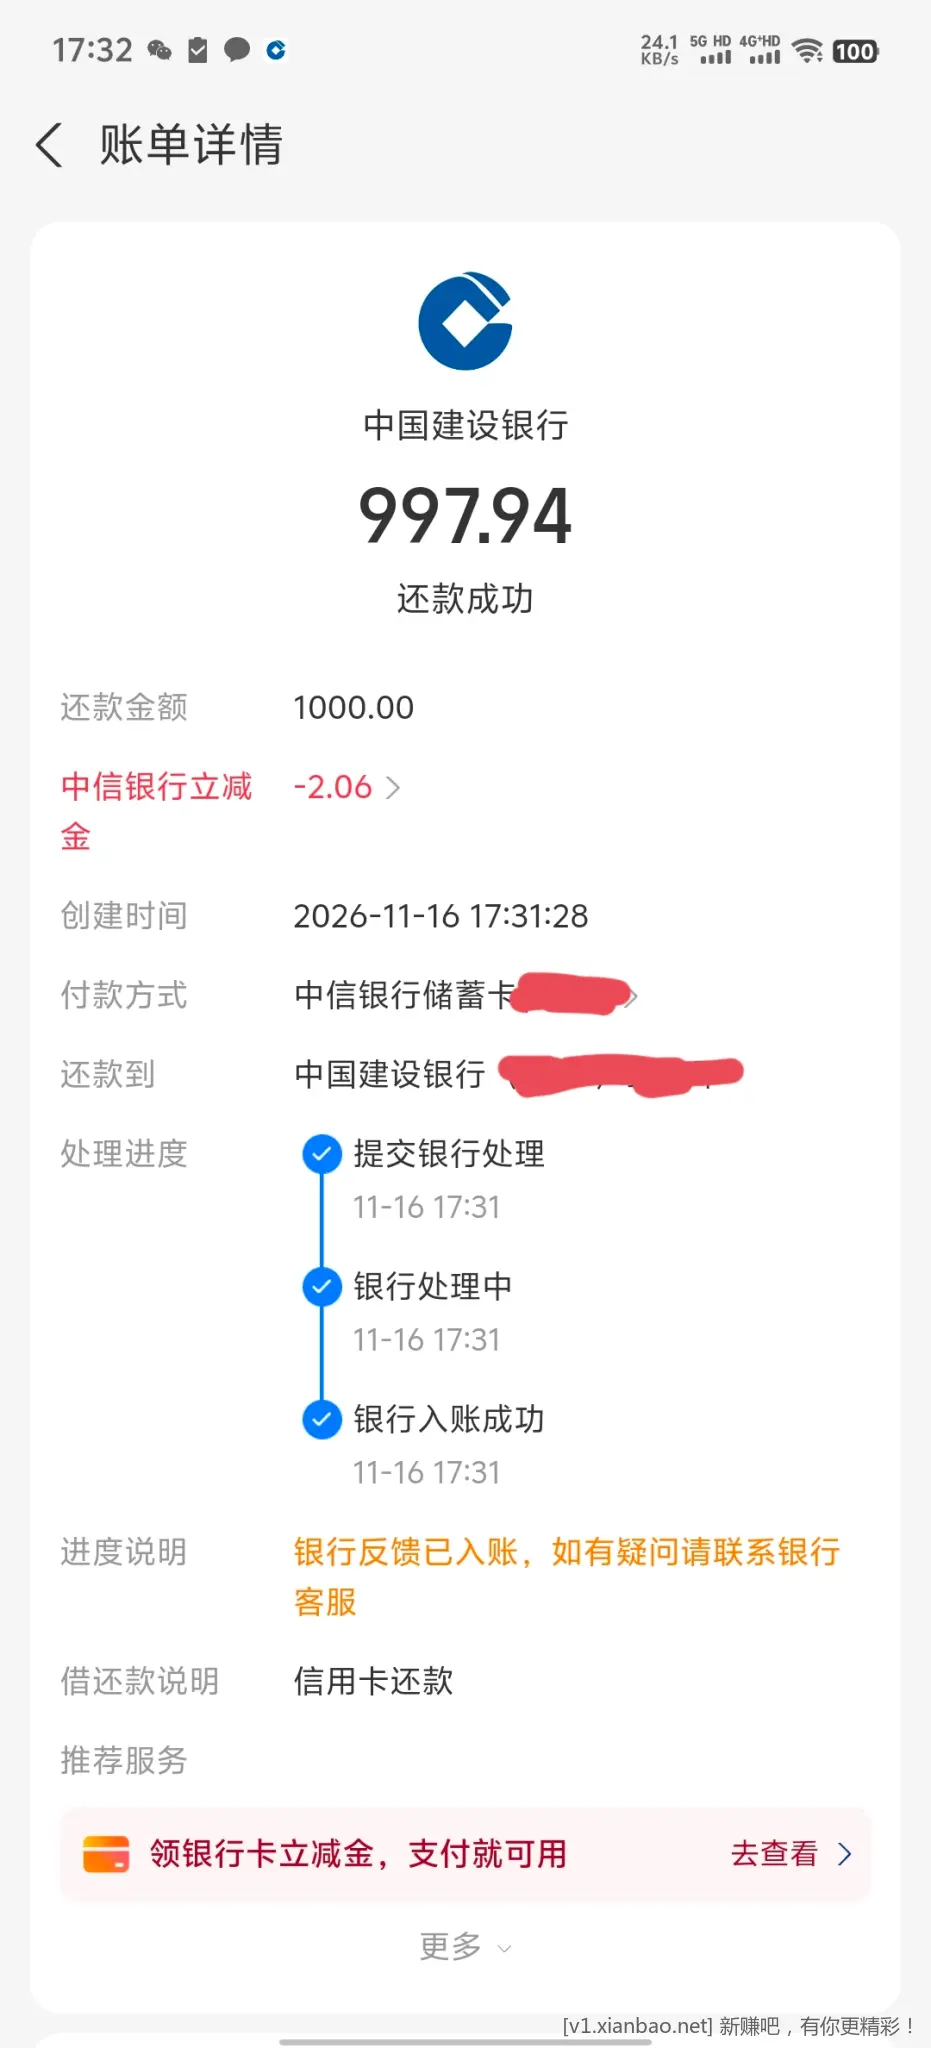 17:32
24.1 KB/s 5G HD 4G+HD 100
账单详情
中国建设银行
997.94
还款成功
还款金额 1000.00
中信银行立减金 -2.06
创建时间 2026-11-16 17:31:28
付款方式 中信银行储蓄卡
还款到 中国建设银行
处理进度 提交银行处理
11-16 17:31
银行处理中
11-16 17:31
银行入账成功
11-16 17:31
进度说明 银行反馈已入账，如有疑问请联系银行
客服
借还款说明 信用卡还款
推荐服务
领银行卡立减金，支付就可用 去查看
更多
[v1.xianbao.net] 新赚吧，有你更精彩！